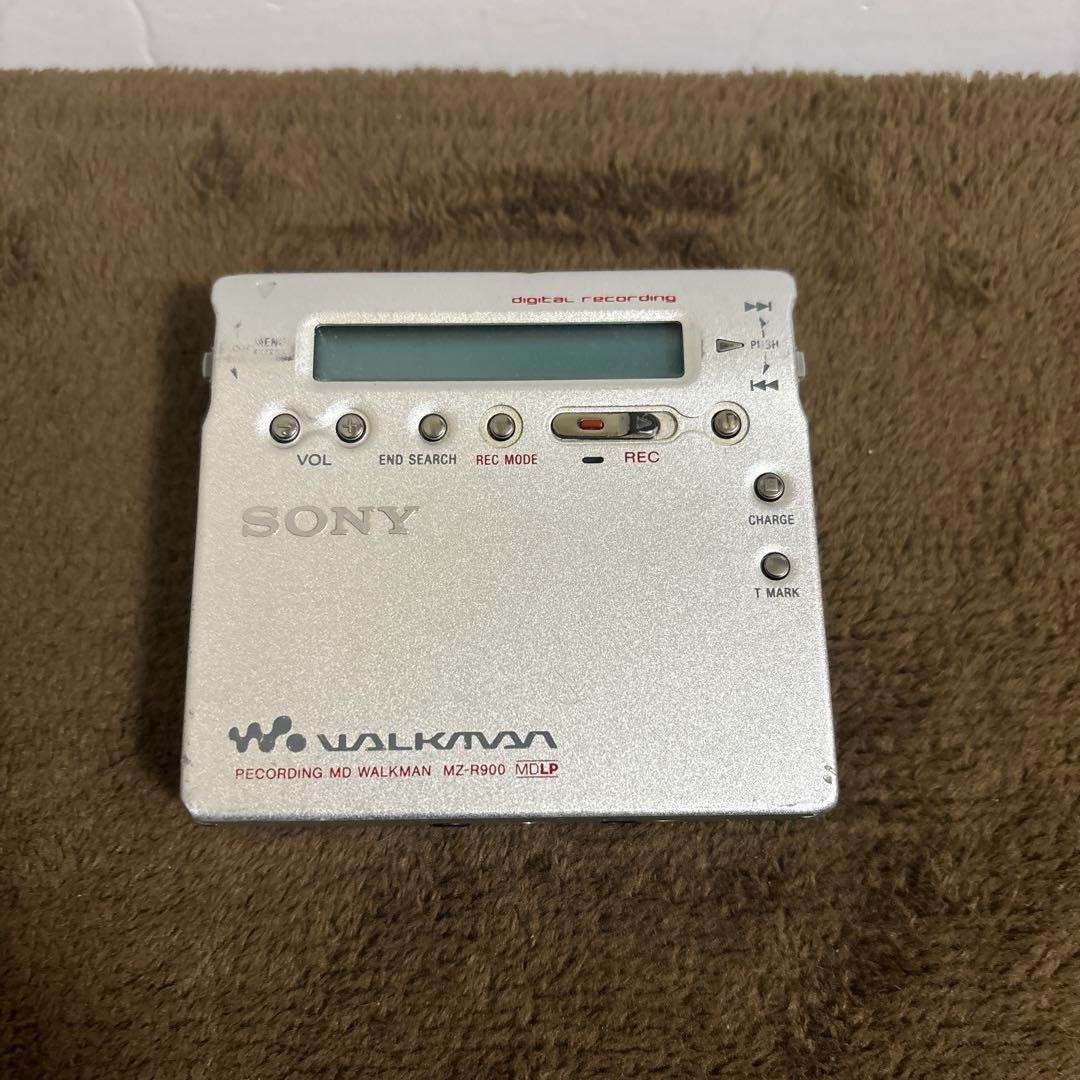 digital recording
MENU
PUSH
VOL
END SEARCH
REC MODE
REC
SONY
CHARGE
T MARK
WALKMAN
RECORDING MD WALKMAN MZ-R900 MDLP